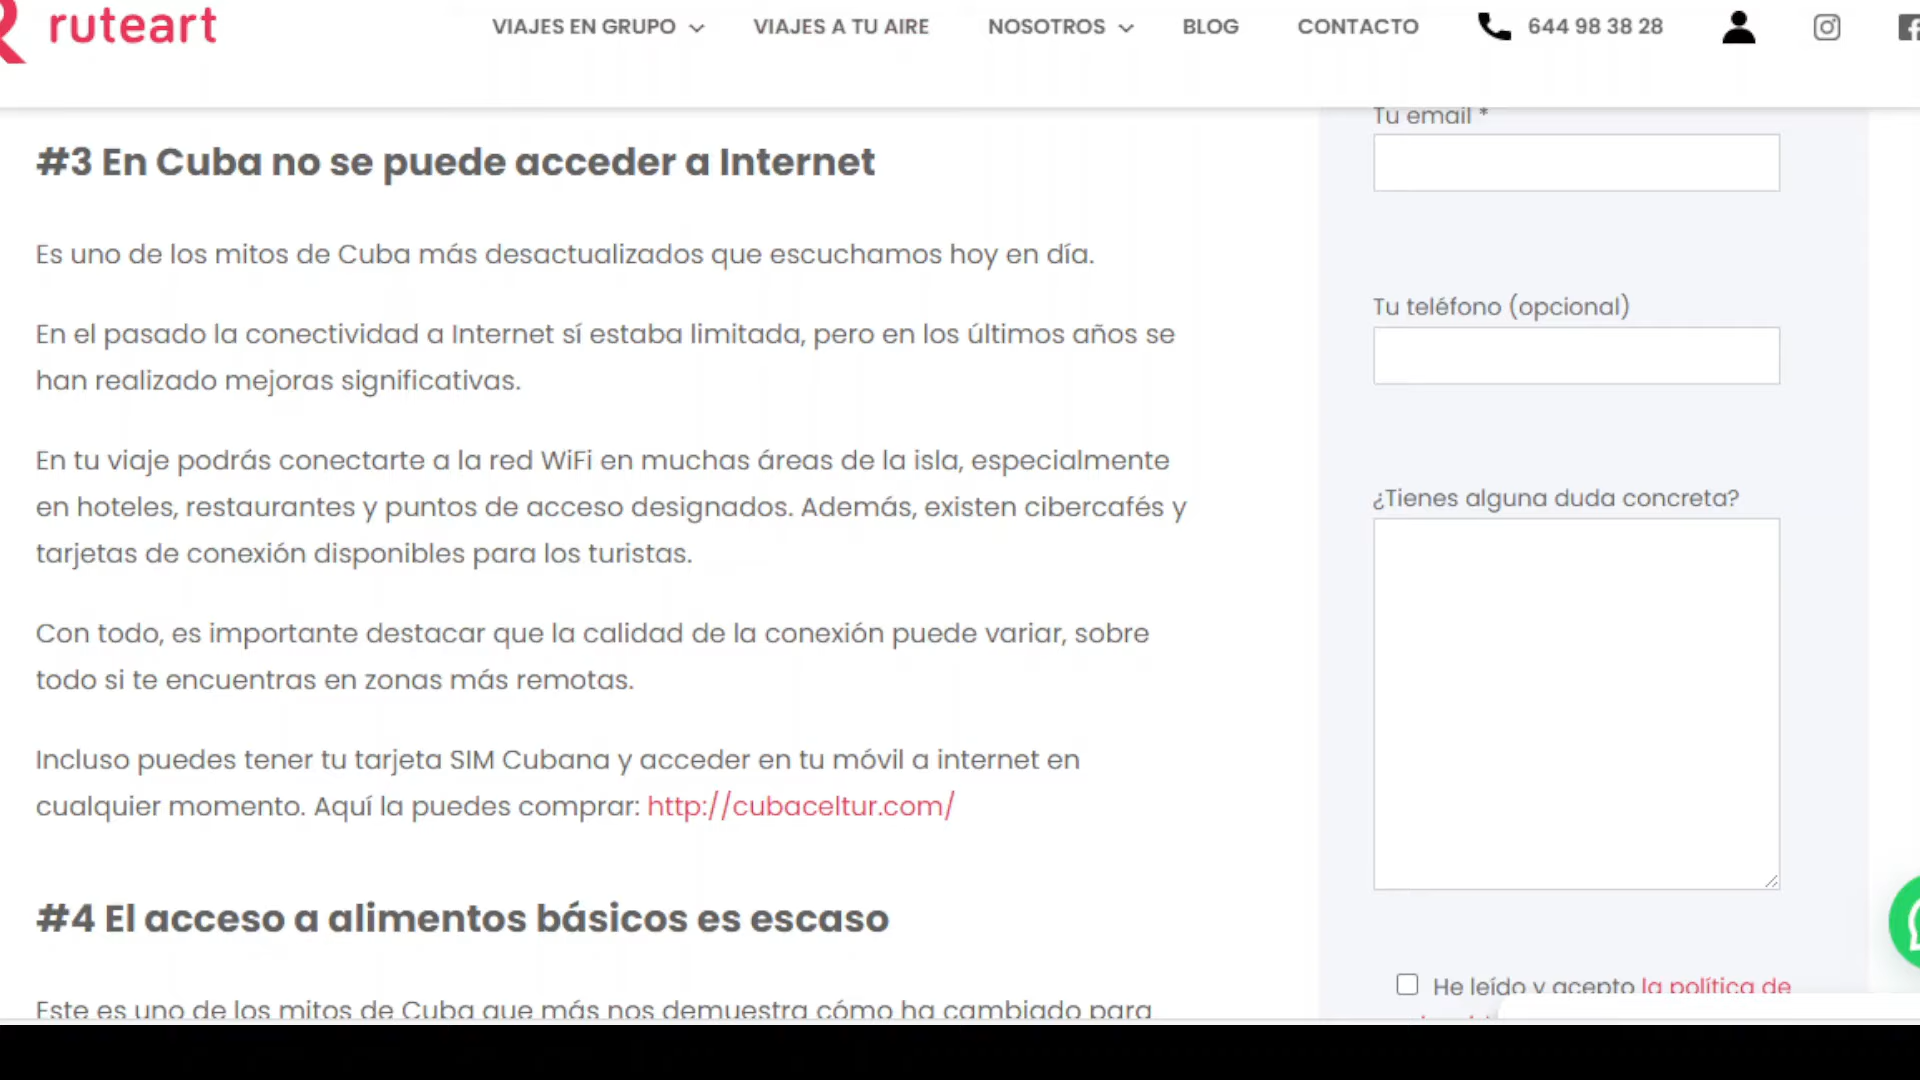 ruteart
VIAJES EN GRUPO
VIAJES A TU AIRE
NOSOTROS
BLOG
CONTACTO
644 98 38 28
#3 En Cuba no se puede acceder a Internet
Es uno de los mitos de Cuba más desactualizados que escuchamos hoy en día.
En el pasado la conectividad a Internet sí estaba limitada, pero en los últimos años se
han realizado mejoras significativas.
En tu viaje podrás conectarte a la red WiFi en muchas áreas de la isla, especialmente
en hoteles, restaurantes y puntos de acceso designados. Además, existen cibercafés y
tarjetas de conexión disponibles para los turistas.
Con todo, es importante destacar que la calidad de la conexión puede variar, sobre
todo si te encuentras en zonas más remotas.
Incluso puedes tener tu tarjeta SIM Cubana y acceder en tu móvil a internet en
cualquier momento. Aquí la puedes comprar: http://cubaceltur.com/
#4 El acceso a alimentos básicos es escaso
Este es uno de los mitos de Cuba que más nos demuestra cómo ha cambiado para
Tu email *
Tu teléfono (opcional)
¿Tienes alguna duda concreta?
He leído y acepto la política de